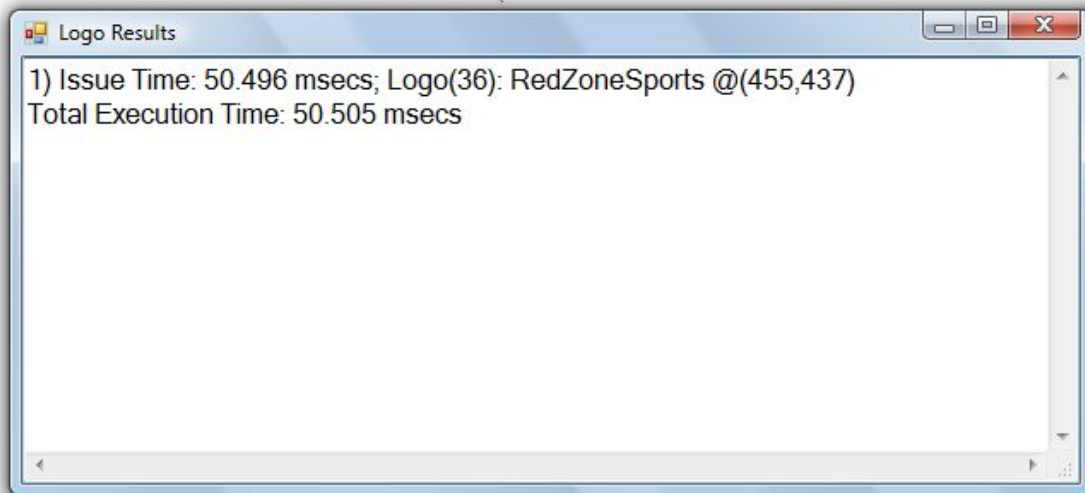 Logo Results
1) Issue Time: 50.496 msecs; Logo(36): RedZoneSports @(455,437)
Total Execution Time: 50.505 msecs